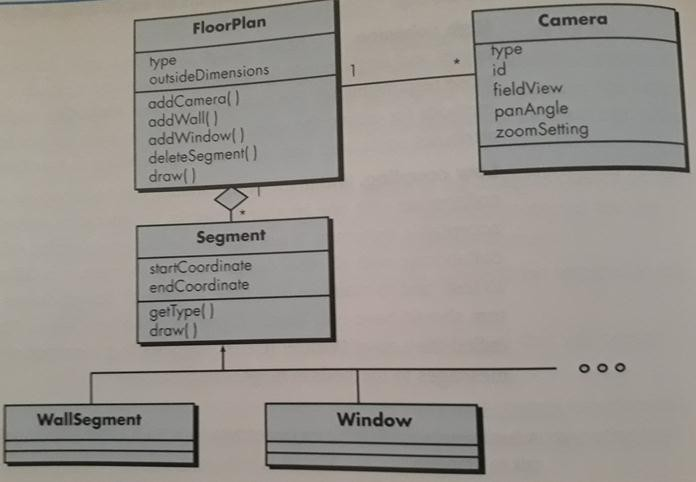 FloorPlan
type
outsideDimensions
addCamera( )
addWall( )
addWindow( )
deleteSegment( )
draw( )
1
*
Camera
type
id
fieldView
panAngle
zoomSetting
1
*
Segment
startCoordinate
endCoordinate
getType( )
draw( )
WallSegment
Window